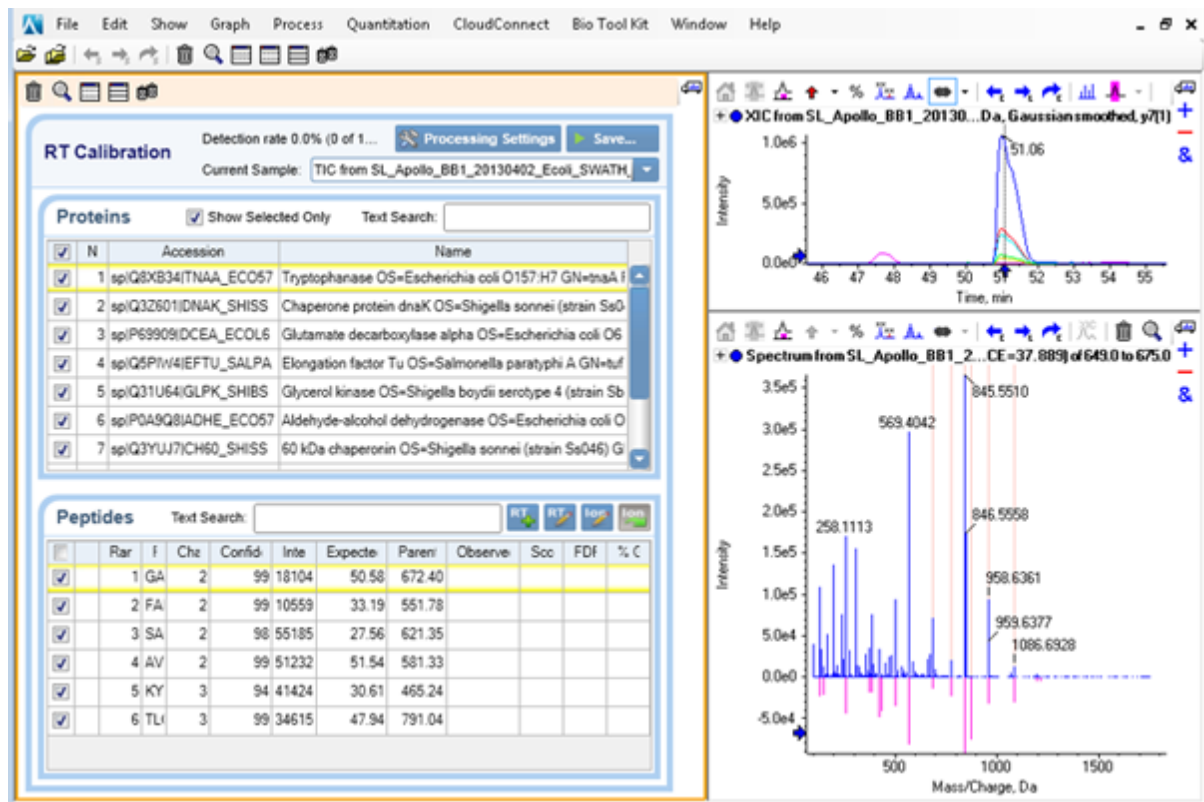 File Edit Show Graph Process Quantitation CloudConnect Bio Tool Kit Window Help
RT Calibration
Detection rate 0.0% (0 of 1...
Processing Settings
Save...
Current Sample: TIC from SL_Apollo_BB1_20130402_Ecoli_SWATH_
Proteins
Show Selected Only
Text Search:
N Accession Name
1 sp|Q8XB34|TNAA_ECO57 Tryptophanase OS=Escherichia coli O157:H7 GN=tnaA
2 sp|Q3Z601|DNAK_SHISS Chaperone protein dnaK OS=Shigella sonnei (strain Ss0
3 sp|P69909|DCEA_ECOL6 Glutamate decarboxylase alpha OS=Escherichia coli O6
4 sp|Q5PIW4|EFTU_SALPA Elongation factor Tu OS=Salmonella paratyphi A GN=tuf
5 sp|Q31U64|GLPK_SHIBS Glycerol kinase OS=Shigella boydii serotype 4 (strain Sb
6 sp|P0A9Q8|ADHE_ECO57 Aldehyde-alcohol dehydrogenase OS=Escherichia coli O
7 sp|Q3YUJ7|CH60_SHISS 60 kDa chaperonin OS=Shigella sonnei (strain Ss046) G
Peptides
Text Search:
RT RT Ion Ion
Rar F Cha Confid Inte Expecte Paren Observe Sco FDF % C
1 GA 2 99 18104 50.58 672.40
2 FA 2 99 10559 33.19 551.78
3 SA 2 98 55185 27.56 621.35
4 AV 2 99 51232 51.54 581.33
5 KY 3 94 41424 30.61 465.24
6 TL 3 99 34615 47.94 791.04
XIC from SL_Apollo_BB1_20130...Da, Gaussian smoothed, y7[1]
1.0e6
51.06
5.0e5
0.0e0
Intensity
46 47 48 49 50 51 52 53 54 55
Time, min
&
Spectrum from SL_Apollo_BB1_2...CE=37.889] of 649.0 to 675.0
&
3.5e5
845.5510
3.0e5
569.4042
2.5e5
2.0e5
846.5558
258.1113
1.5e5
Intensity
1.0e5
958.6361
959.6377
5.0e4
1086.6928
0.0e0
-5.0e4
500 1000 1500
Mass/Charge, Da